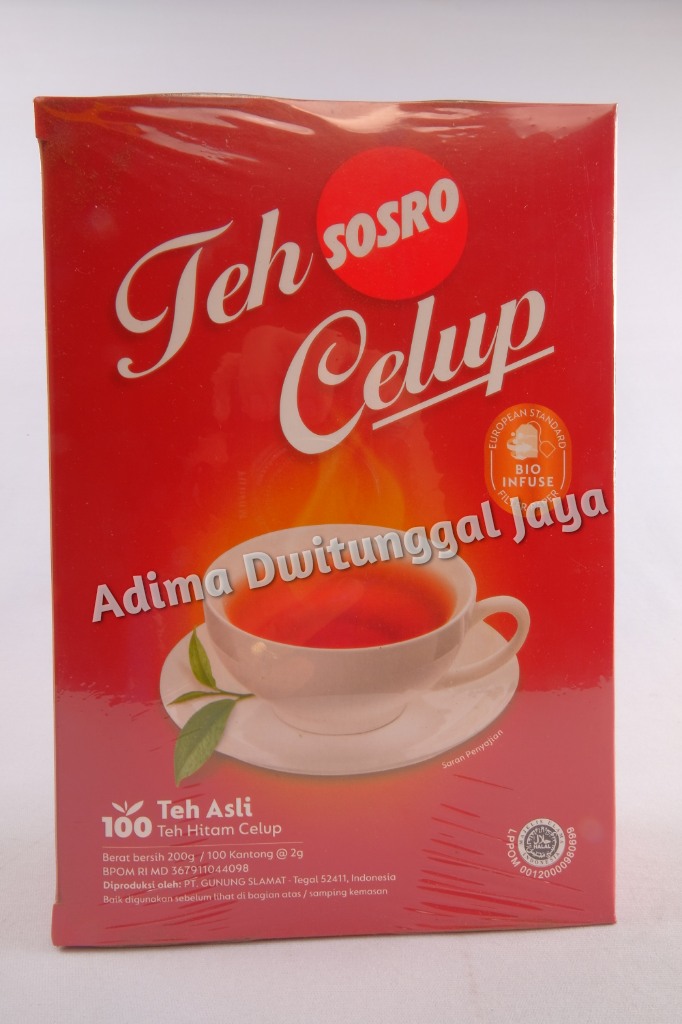 Teh SOSRO
Celup
EUROPEAN STANDARD
BIO
INFUSE
Adima Dwitunggal Jaya
Saran Penyajian
100 Teh Asli
Teh Hitam Celup
Berat bersih 200g / 100 Kantong @ 2g
BPOM RI MD 367911044098
Diproduksi oleh: PT. GUNUNG SLAMAT - Tegal 52411, Indonesia
Baik digunakan sebelum lihat di bagian atas / samping kemasan
HALAL
LPPOM 00120000980699